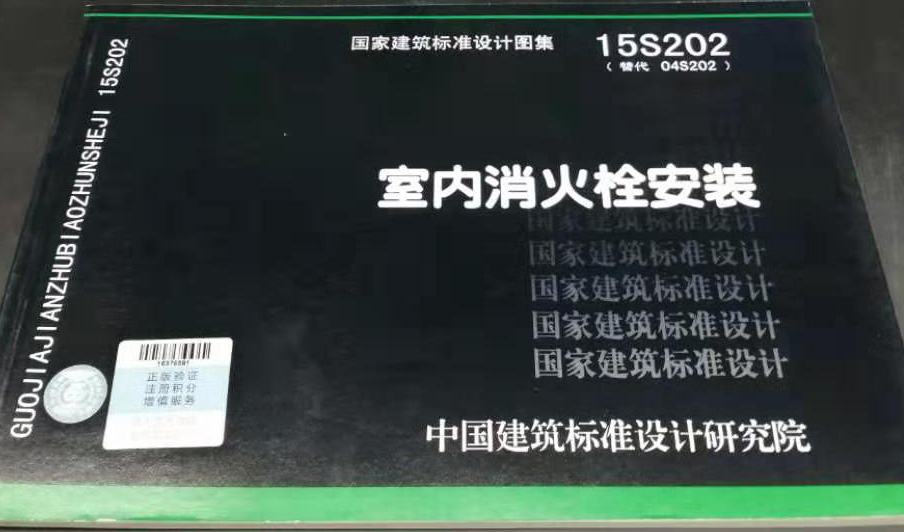 国家建筑标准设计图集
15S202
（替代 04S202）
室内消火栓安装
国家建筑标准设计
国家建筑标准设计
国家建筑标准设计
国家建筑标准设计
国家建筑标准设计
中国建筑标准设计研究院
GUOJIAJIANZHUBIAOZHUNSHEJI 15S202
正版验证
注册积分
增值服务